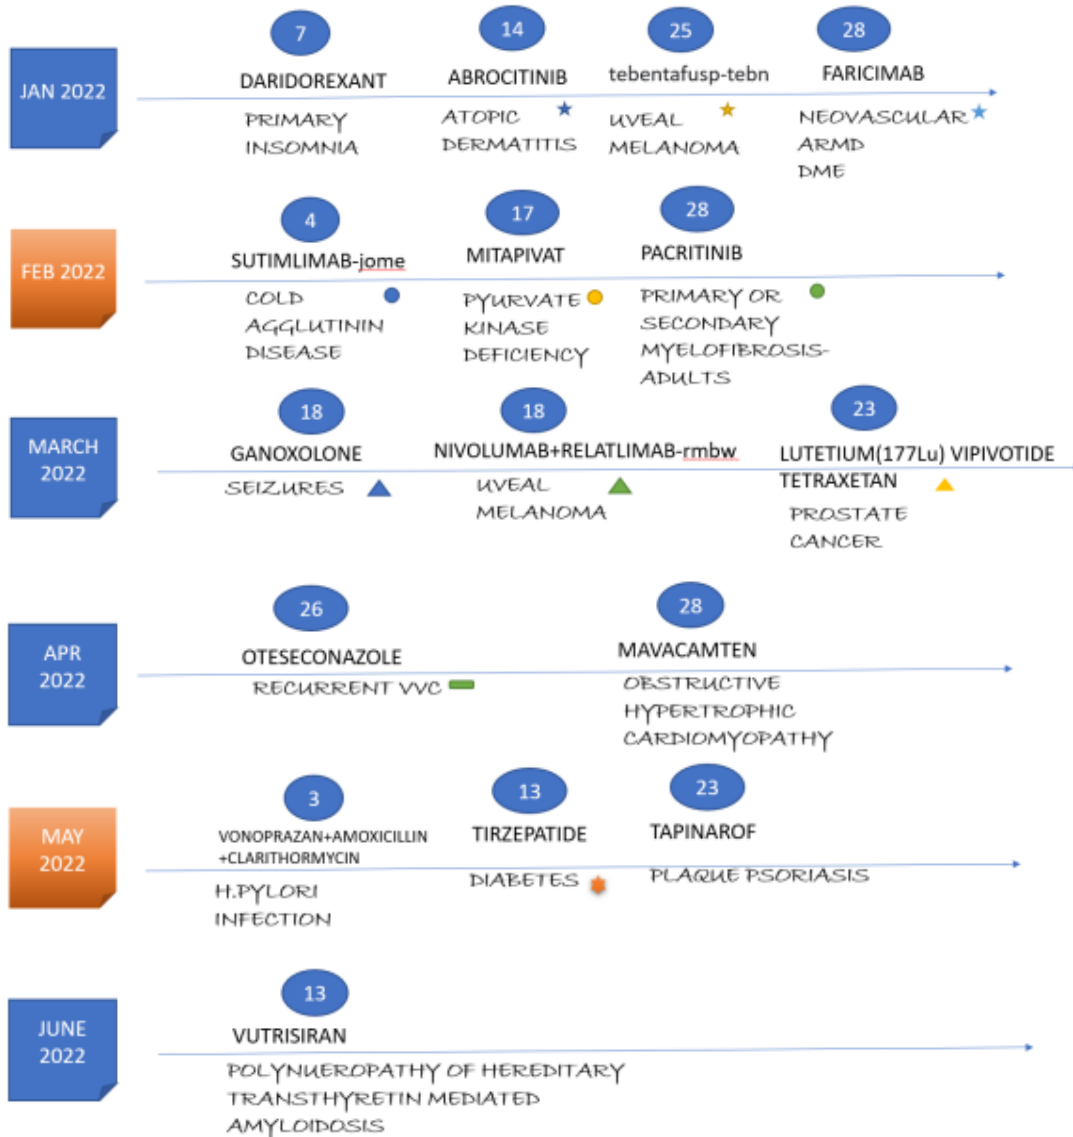 JAN 2022
7
14
25
28
DARIDOREXANT
ABROCITINIB
tebentafusp-tebn
FARICIMAB
PRIMARY
INSOMNIA
ATOPIC
DERMATITIS
UVEAL
MELANOMA
NEOVASCULAR
ARMD
DME
FEB 2022
4
17
28
SUTIMLIMAB-jome
MITAPIVAT
PACRITINIB
COLD
AGGLUTININ
DISEASE
PYURVATE
KINASE
DEFICIENCY
PRIMARY OR
SECONDARY
MYELOFIBROSIS-
ADULTS
MARCH
2022
18
18
23
GANOXOLONE
NIVOLUMAB+RELATLIMAB-rmbw
LUTETIUM(177Lu) VIPIVOTIDE
TETRAXETAN
SEIZURES
UVEAL
MELANOMA
PROSTATE
CANCER
APR
2022
26
28
OTESECONAZOLE
MAVACAMTEN
RECURRENT VVC
OBSTRUCTIVE
HYPERTROPHIC
CARDIOMYOPATHY
MAY
2022
3
13
23
VONOPRAZAN+AMOXICILLIN
+CLARITHORMYCIN
TIRZEPATIDE
TAPINAROF
H.PYLORI
INFECTION
DIABETES
PLAQUE PSORIASIS
JUNE
2022
13
VUTRISIRAN
POLYNUEROPATHY OF HEREDITARY
TRANSTHYRETIN MEDIATED
AMYLOIDOSIS